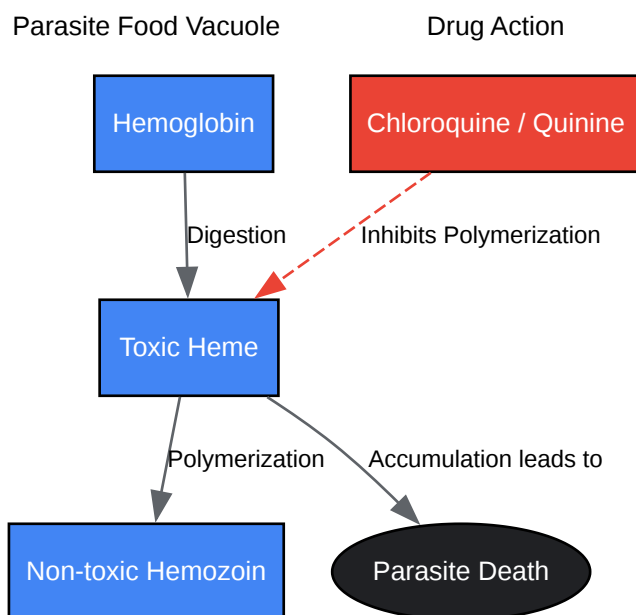 Parasite Food Vacuole
Drug Action
Hemoglobin
Chloroquine / Quinine
Digestion
Inhibits Polymerization
Toxic Heme
Polymerization
Accumulation leads to
Non-toxic Hemozoin
Parasite Death